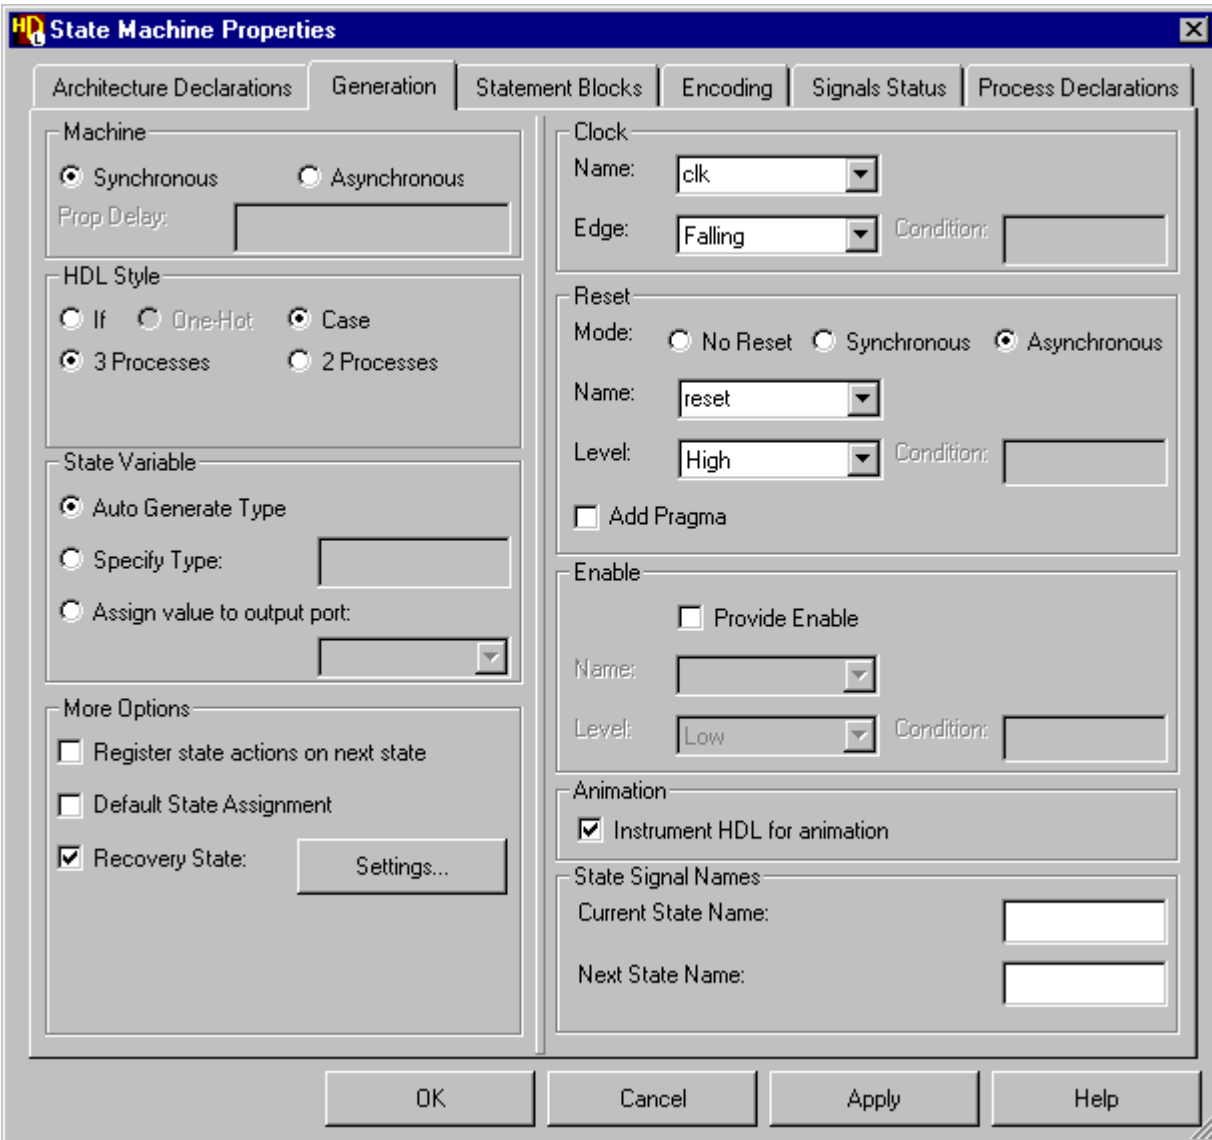 HD L State Machine Properties
Architecture Declarations Generation Statement Blocks Encoding Signals Status Process Declarations
Machine
Synchronous Asynchronous
Prop Delay:
HDL Style
If One-Hot Case
3 Processes 2 Processes
State Variable
Auto Generate Type
Specify Type:
Assign value to output port:
More Options
Register state actions on next state
Default State Assignment
Recovery State: Settings...
Clock
Name: clk
Edge: Falling Condition:
Reset
Mode: No Reset Synchronous Asynchronous
Name: reset
Level: High Condition:
Add Pragma
Enable
Provide Enable
Name:
Level: Low Condition:
Animation
Instrument HDL for animation
State Signal Names
Current State Name:
Next State Name:
OK Cancel Apply Help